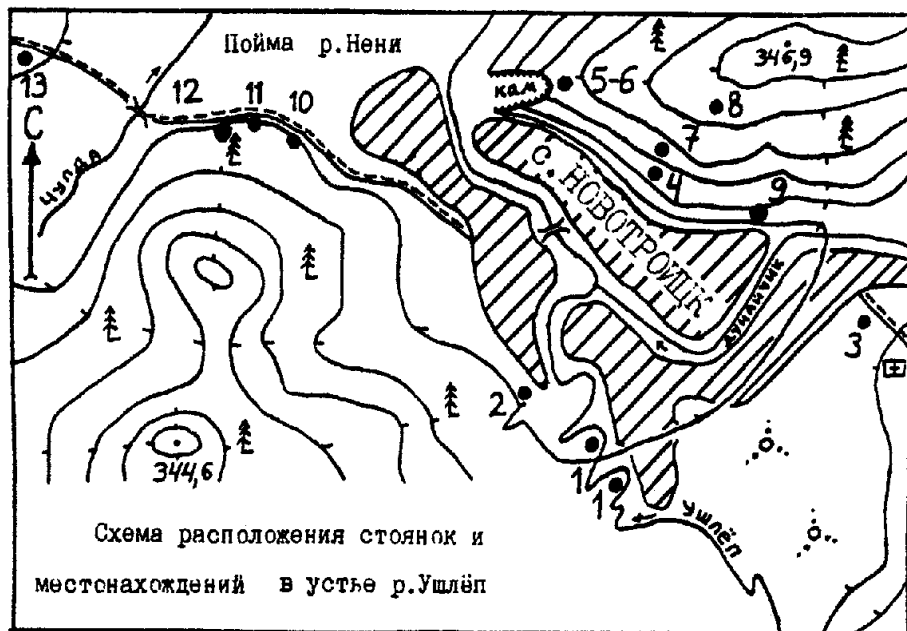 Пойма р.Нени
346,9
кам
5-6
8
13
12
11
10
7
С
4
9
с. НОВОТРОИЦК
Чулда
3
2
1
344,6
1
Ушлёп
Схема расположения стоянок и
местонахождений в устье р.Ушлёп